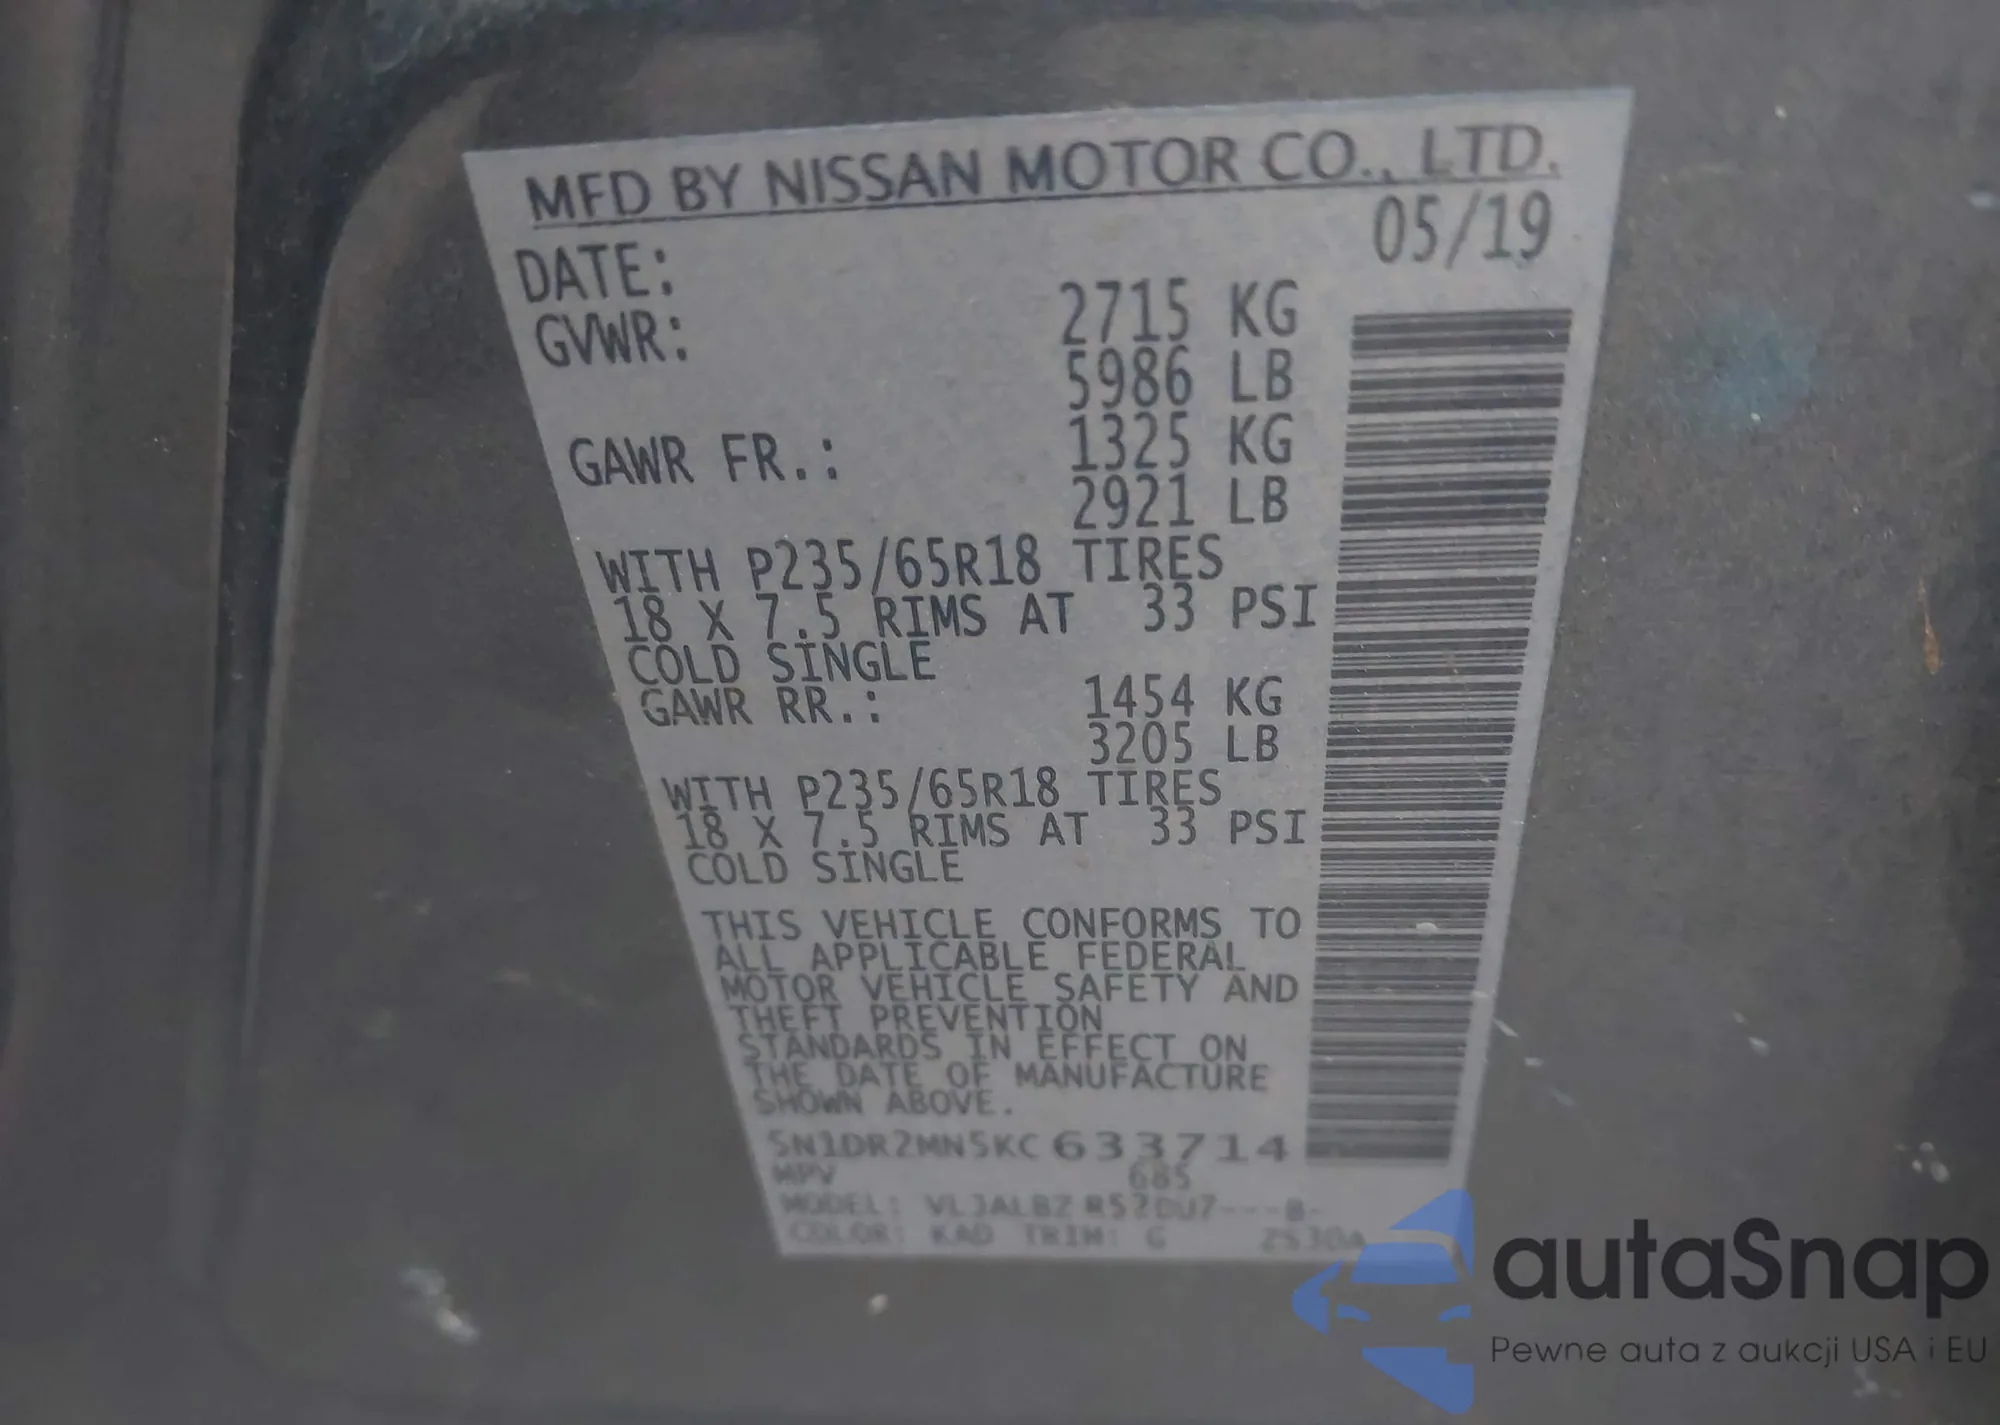 MFD BY NISSAN MOTOR CO., LTD.
DATE: 05/19
GVWR: 2715 KG
5986 LB
GAWR FR.: 1325 KG
2921 LB
WITH P235/65R18 TIRES
18 X 7.5 RIMS AT 33 PSI
COLD SINGLE
GAWR RR.: 1454 KG
3205 LB
WITH P235/65R18 TIRES
18 X 7.5 RIMS AT 33 PSI
COLD SINGLE
THIS VEHICLE CONFORMS TO
ALL APPLICABLE FEDERAL
MOTOR VEHICLE SAFETY AND
THEFT PREVENTION
STANDARDS IN EFFECT ON
THE DATE OF MANUFACTURE
SHOWN ABOVE.
5N1DR2MN5KC633714
MPV 685
MODEL:
COLOR: KAD TRIM: G
autaSnap
Pewne auta z aukcji USA i EU